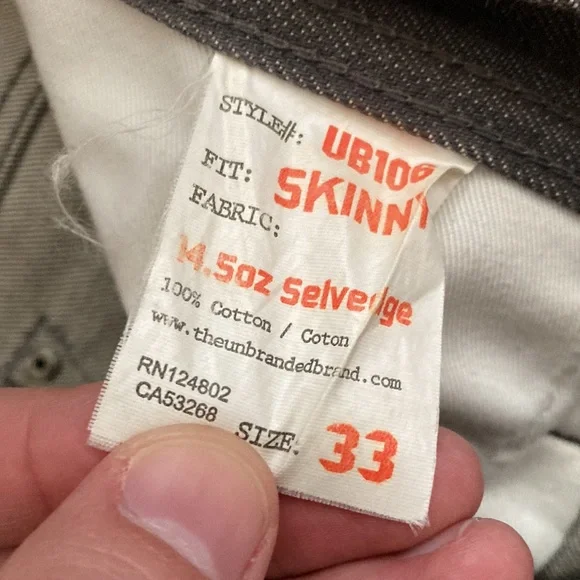 STYLE#: UB106
FIT: SKINNY
FABRIC:
14.5oz Selvedge
100% Cotton / Coton
www.theunbrandedbrand.com
RN124802
CA53268
SIZE: 33